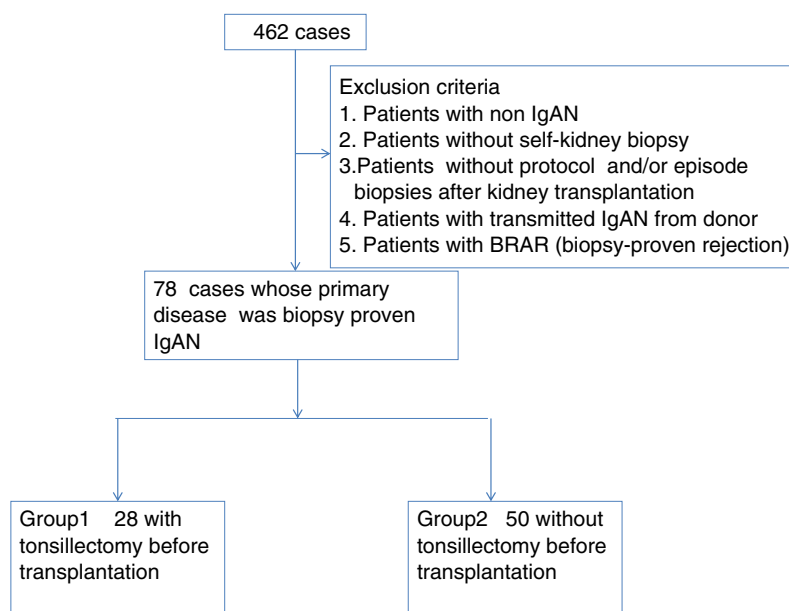 462 cases
Exclusion criteria
1. Patients with non IgAN
2. Patients without self-kidney biopsy
3.Patients without protocol and/or episode
biopsies after kidney transplantation
4. Patients with transmitted IgAN from donor
5. Patients with BRAR (biopsy-proven rejection)
78 cases whose primary
disease was biopsy proven
IgAN
Group1 28 with
tonsillectomy before
transplantation
Group2 50 without
tonsillectomy before
transplantation